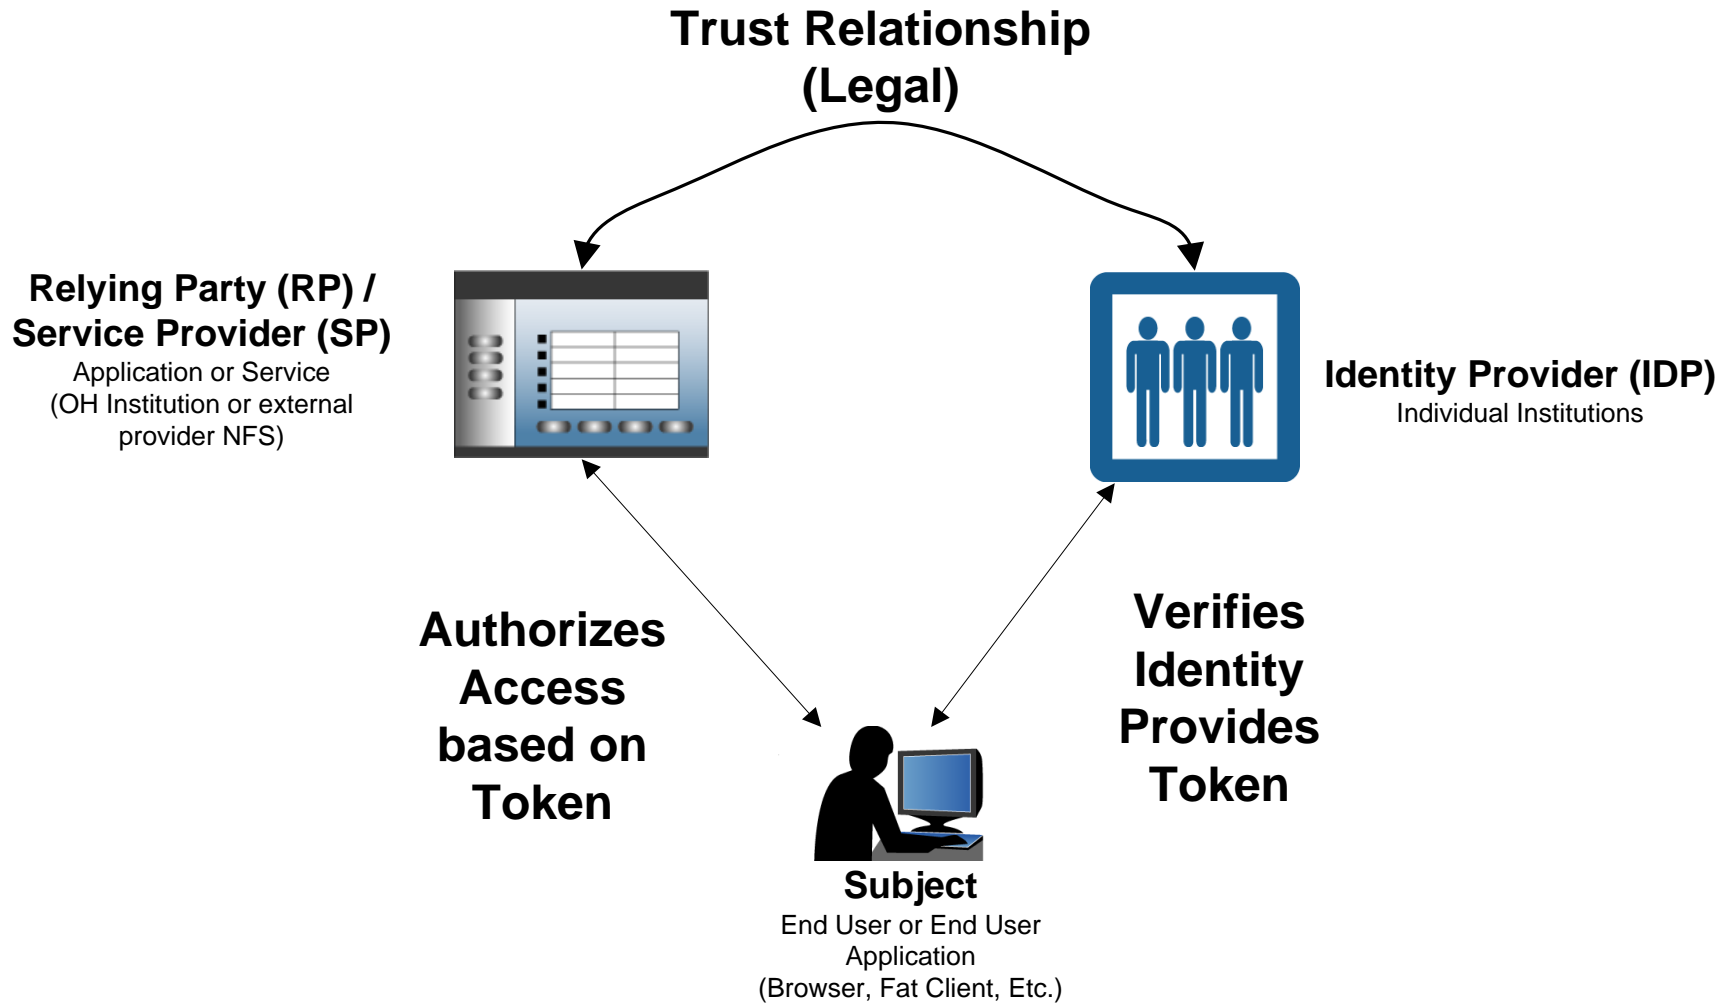 Trust Relationship
(Legal)
Relying Party (RP) /
Service Provider (SP)
Application or Service
(OH Institution or external
provider NFS)
Identity Provider (IDP)
Individual Institutions
Authorizes
Access
based on
Token
Verifies
Identity
Provides
Token
Subject
End User or End User
Application
(Browser, Fat Client, Etc.)